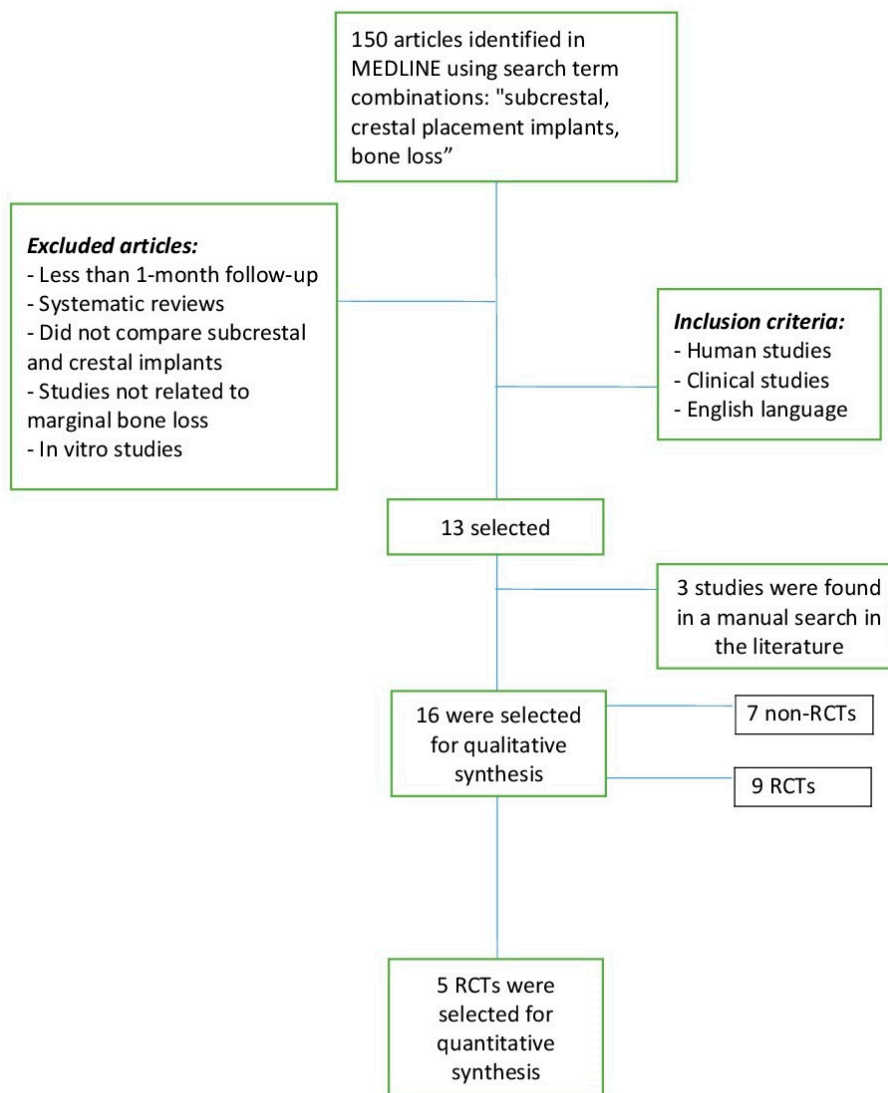 150 articles identified in
MEDLINE using search term
combinations: "subcrestal,
crestal placement implants,
bone loss”
Excluded articles:
- Less than 1-month follow-up
- Systematic reviews
- Did not compare subcrestal
and crestal implants
- Studies not related to
marginal bone loss
- In vitro studies
Inclusion criteria:
- Human studies
- Clinical studies
- English language
13 selected
3 studies were found
in a manual search in
the literature
16 were selected
for qualitative
synthesis
7 non-RCTs
9 RCTs
5 RCTs were
selected for
quantitative
synthesis